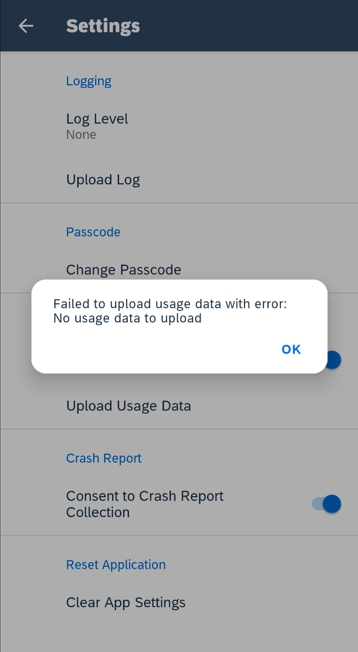 Settings
Logging
Log Level
None
Upload Log
Passcode
Change Passcode
Failed to upload usage data with error:
No usage data to upload
OK
Upload Usage Data
Crash Report
Consent to Crash Report
Collection
Reset Application
Clear App Settings